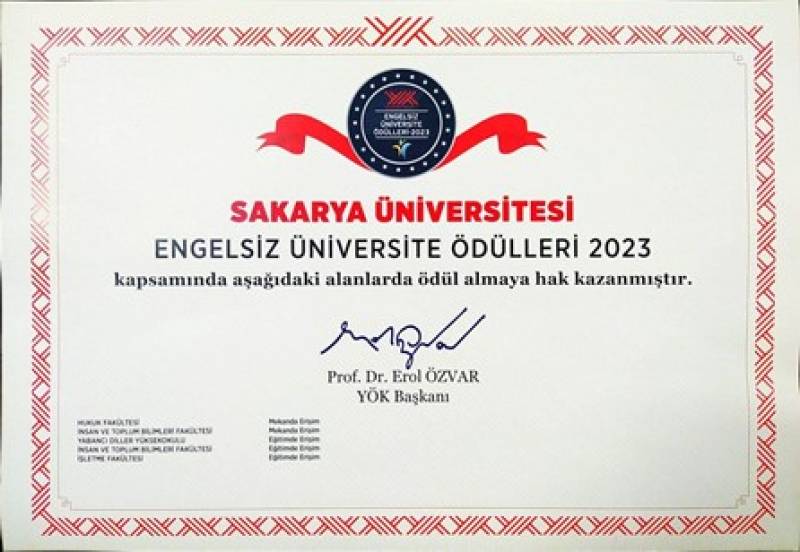 ENGELSİZ
ÜNİVERSİTE
ÖDÜLLERİ-2023
SAKARYA ÜNİVERSİTESİ
ENGELSİZ ÜNİVERSİTE ÖDÜLLERİ 2023
kapsamında aşağıdaki alanlarda ödül almaya hak kazanmıştır.
Prof. Dr. Erol ÖZVAR
YÖK Başkanı
HUKUK FAKÜLTESİ Mekanda Erişim
İNSAN VE TOPLUM BİLİMLERİ FAKÜLTESİ Mekanda Erişim
YABANCI DİLLER YÜKSEKOKULU Eğitimde Erişim
İNSAN VE TOPLUM BİLİMLERİ FAKÜLTESİ Eğitimde Erişim
İŞLETME FAKÜLTESİ Eğitimde Erişim